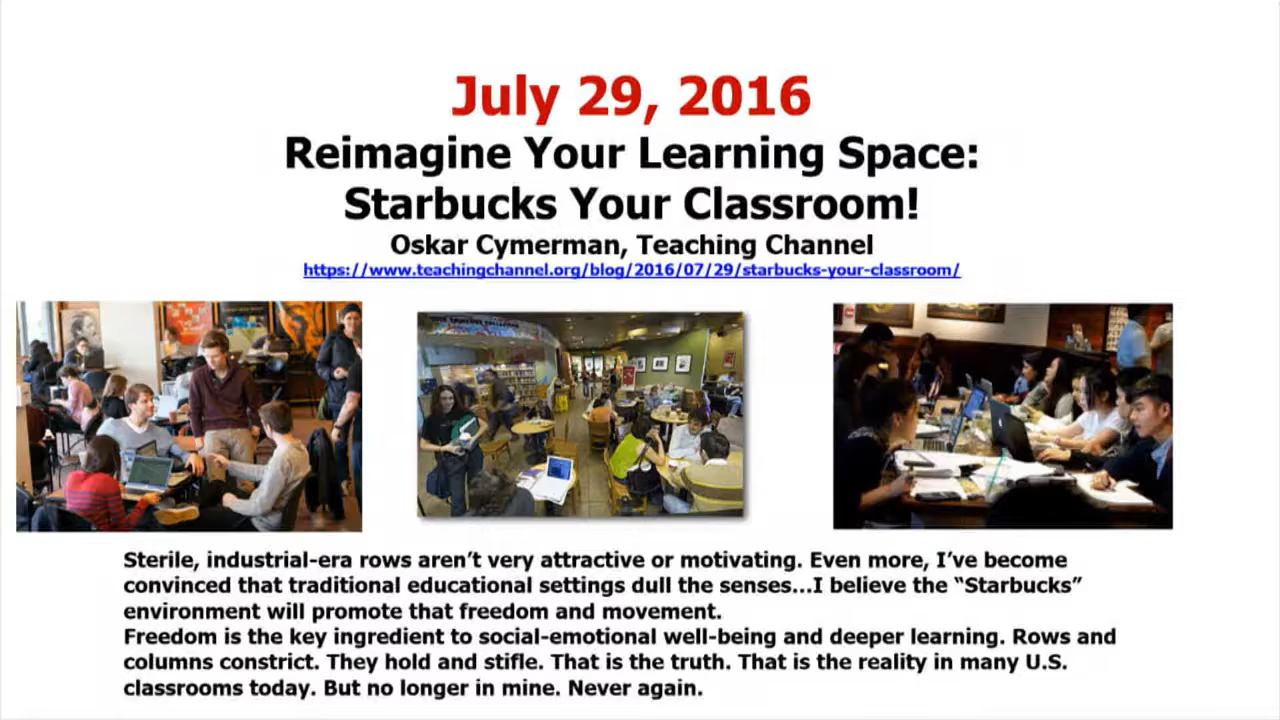 July 29, 2016
Reimagine Your Learning Space:
Starbucks Your Classroom!
Oskar Cymerman, Teaching Channel
https://www.teachingchannel.org/blog/2016/07/29/starbucks-your-classroom/
Sterile, industrial-era rows aren’t very attractive or motivating. Even more, I’ve become
convinced that traditional educational settings dull the senses...I believe the “Starbucks”
environment will promote that freedom and movement.
Freedom is the key ingredient to social-emotional well-being and deeper learning. Rows and
columns constrict. They hold and stifle. That is the truth. That is the reality in many U.S.
classrooms today. But no longer in mine. Never again.